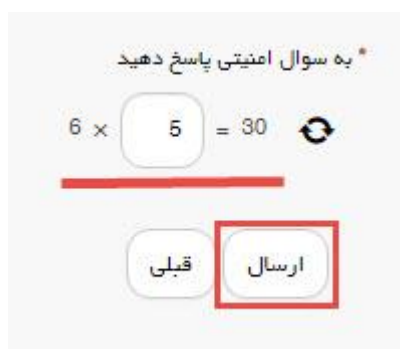 * به سوال امنیتی پاسخ دهید
6 × 5 = 30
ارسال قبلی